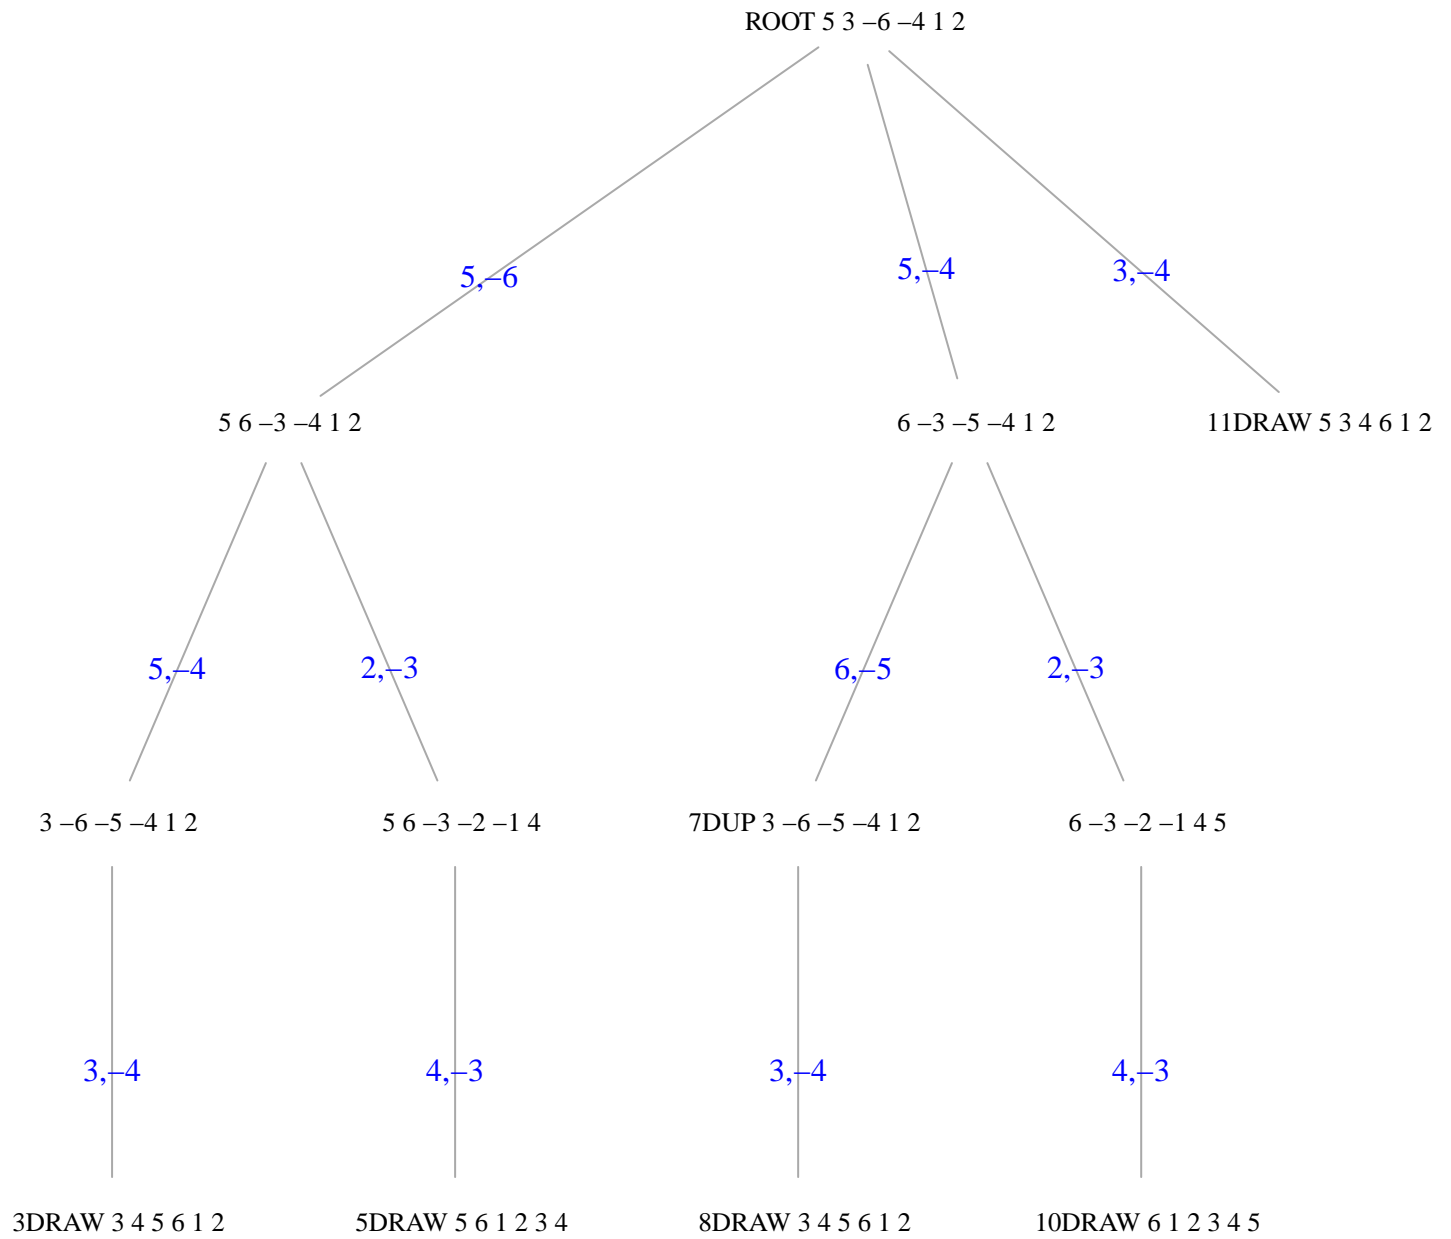 ROOT 5 3 –6 –4 1 2
5,–6
5,–4
3,–4
5 6 –3 –4 1 2
6 –3 –5 –4 1 2
11DRAW 5 3 4 6 1 2
5,–4
2,–3
6,–5
2,–3
3 –6 –5 –4 1 2
5 6 –3 –2 –1 4
7DUP 3 –6 –5 –4 1 2
6 –3 –2 –1 4 5
3,–4
4,–3
3,–4
4,–3
3DRAW 3 4 5 6 1 2
5DRAW 5 6 1 2 3 4
8DRAW 3 4 5 6 1 2
10DRAW 6 1 2 3 4 5